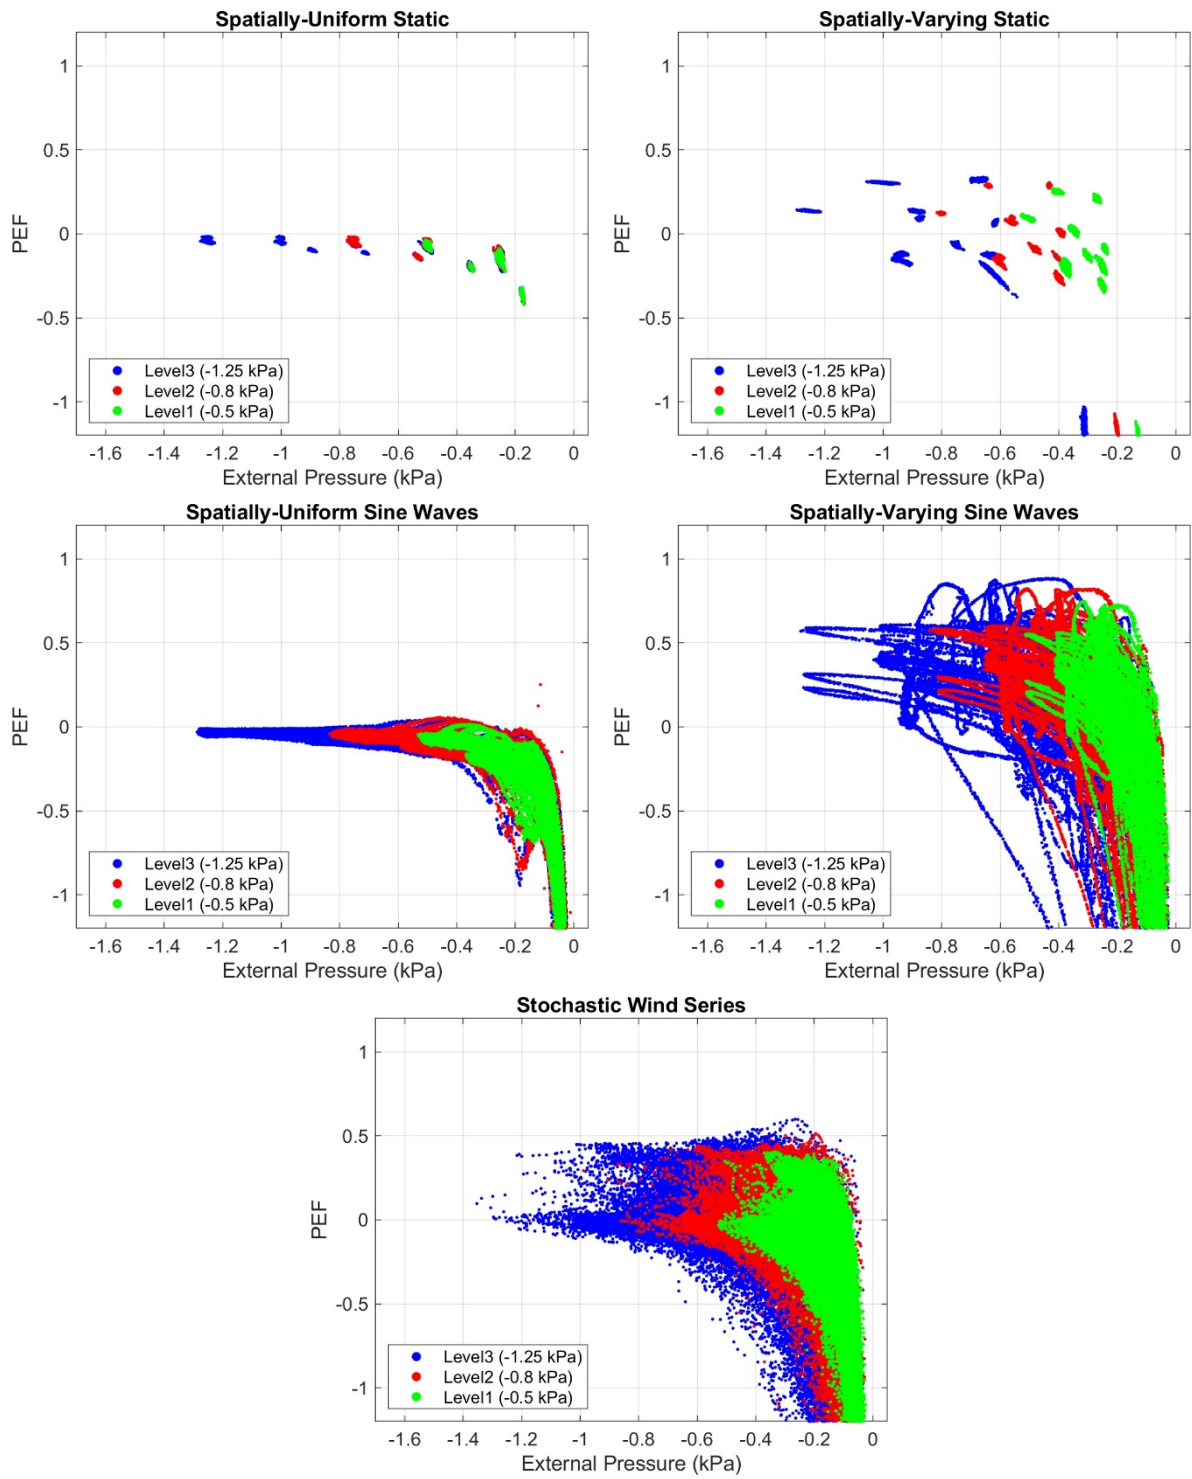 Spatially-Uniform Static
1
0.5
0
-0.5
-1
PEF
Level3 (-1.25 kPa)
Level2 (-0.8 kPa)
Level1 (-0.5 kPa)
-1.6 -1.4 -1.2 -1 -0.8 -0.6 -0.4 -0.2 0
External Pressure (kPa)
Spatially-Varying Static
1
0.5
0
-0.5
-1
PEF
Level3 (-1.25 kPa)
Level2 (-0.8 kPa)
Level1 (-0.5 kPa)
-1.6 -1.4 -1.2 -1 -0.8 -0.6 -0.4 -0.2 0
External Pressure (kPa)
Spatially-Uniform Sine Waves
1
0.5
0
-0.5
-1
PEF
Level3 (-1.25 kPa)
Level2 (-0.8 kPa)
Level1 (-0.5 kPa)
-1.6 -1.4 -1.2 -1 -0.8 -0.6 -0.4 -0.2 0
External Pressure (kPa)
Spatially-Varying Sine Waves
1
0.5
0
-0.5
-1
PEF
Level3 (-1.25 kPa)
Level2 (-0.8 kPa)
Level1 (-0.5 kPa)
-1.6 -1.4 -1.2 -1 -0.8 -0.6 -0.4 -0.2 0
External Pressure (kPa)
Stochastic Wind Series
1
0.5
0
-0.5
-1
PEF
Level3 (-1.25 kPa)
Level2 (-0.8 kPa)
Level1 (-0.5 kPa)
-1.6 -1.4 -1.2 -1 -0.8 -0.6 -0.4 -0.2 0
External Pressure (kPa)